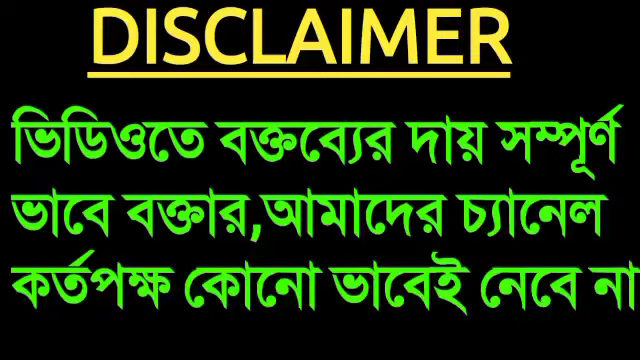 DISCLAIMER
ভিডিওতে বক্তব্যের দায় সম্পূর্ণ
ভাবে বক্তার,আমাদের চ্যানেল
কর্তপক্ষ কোনো ভাবেই নেবে না